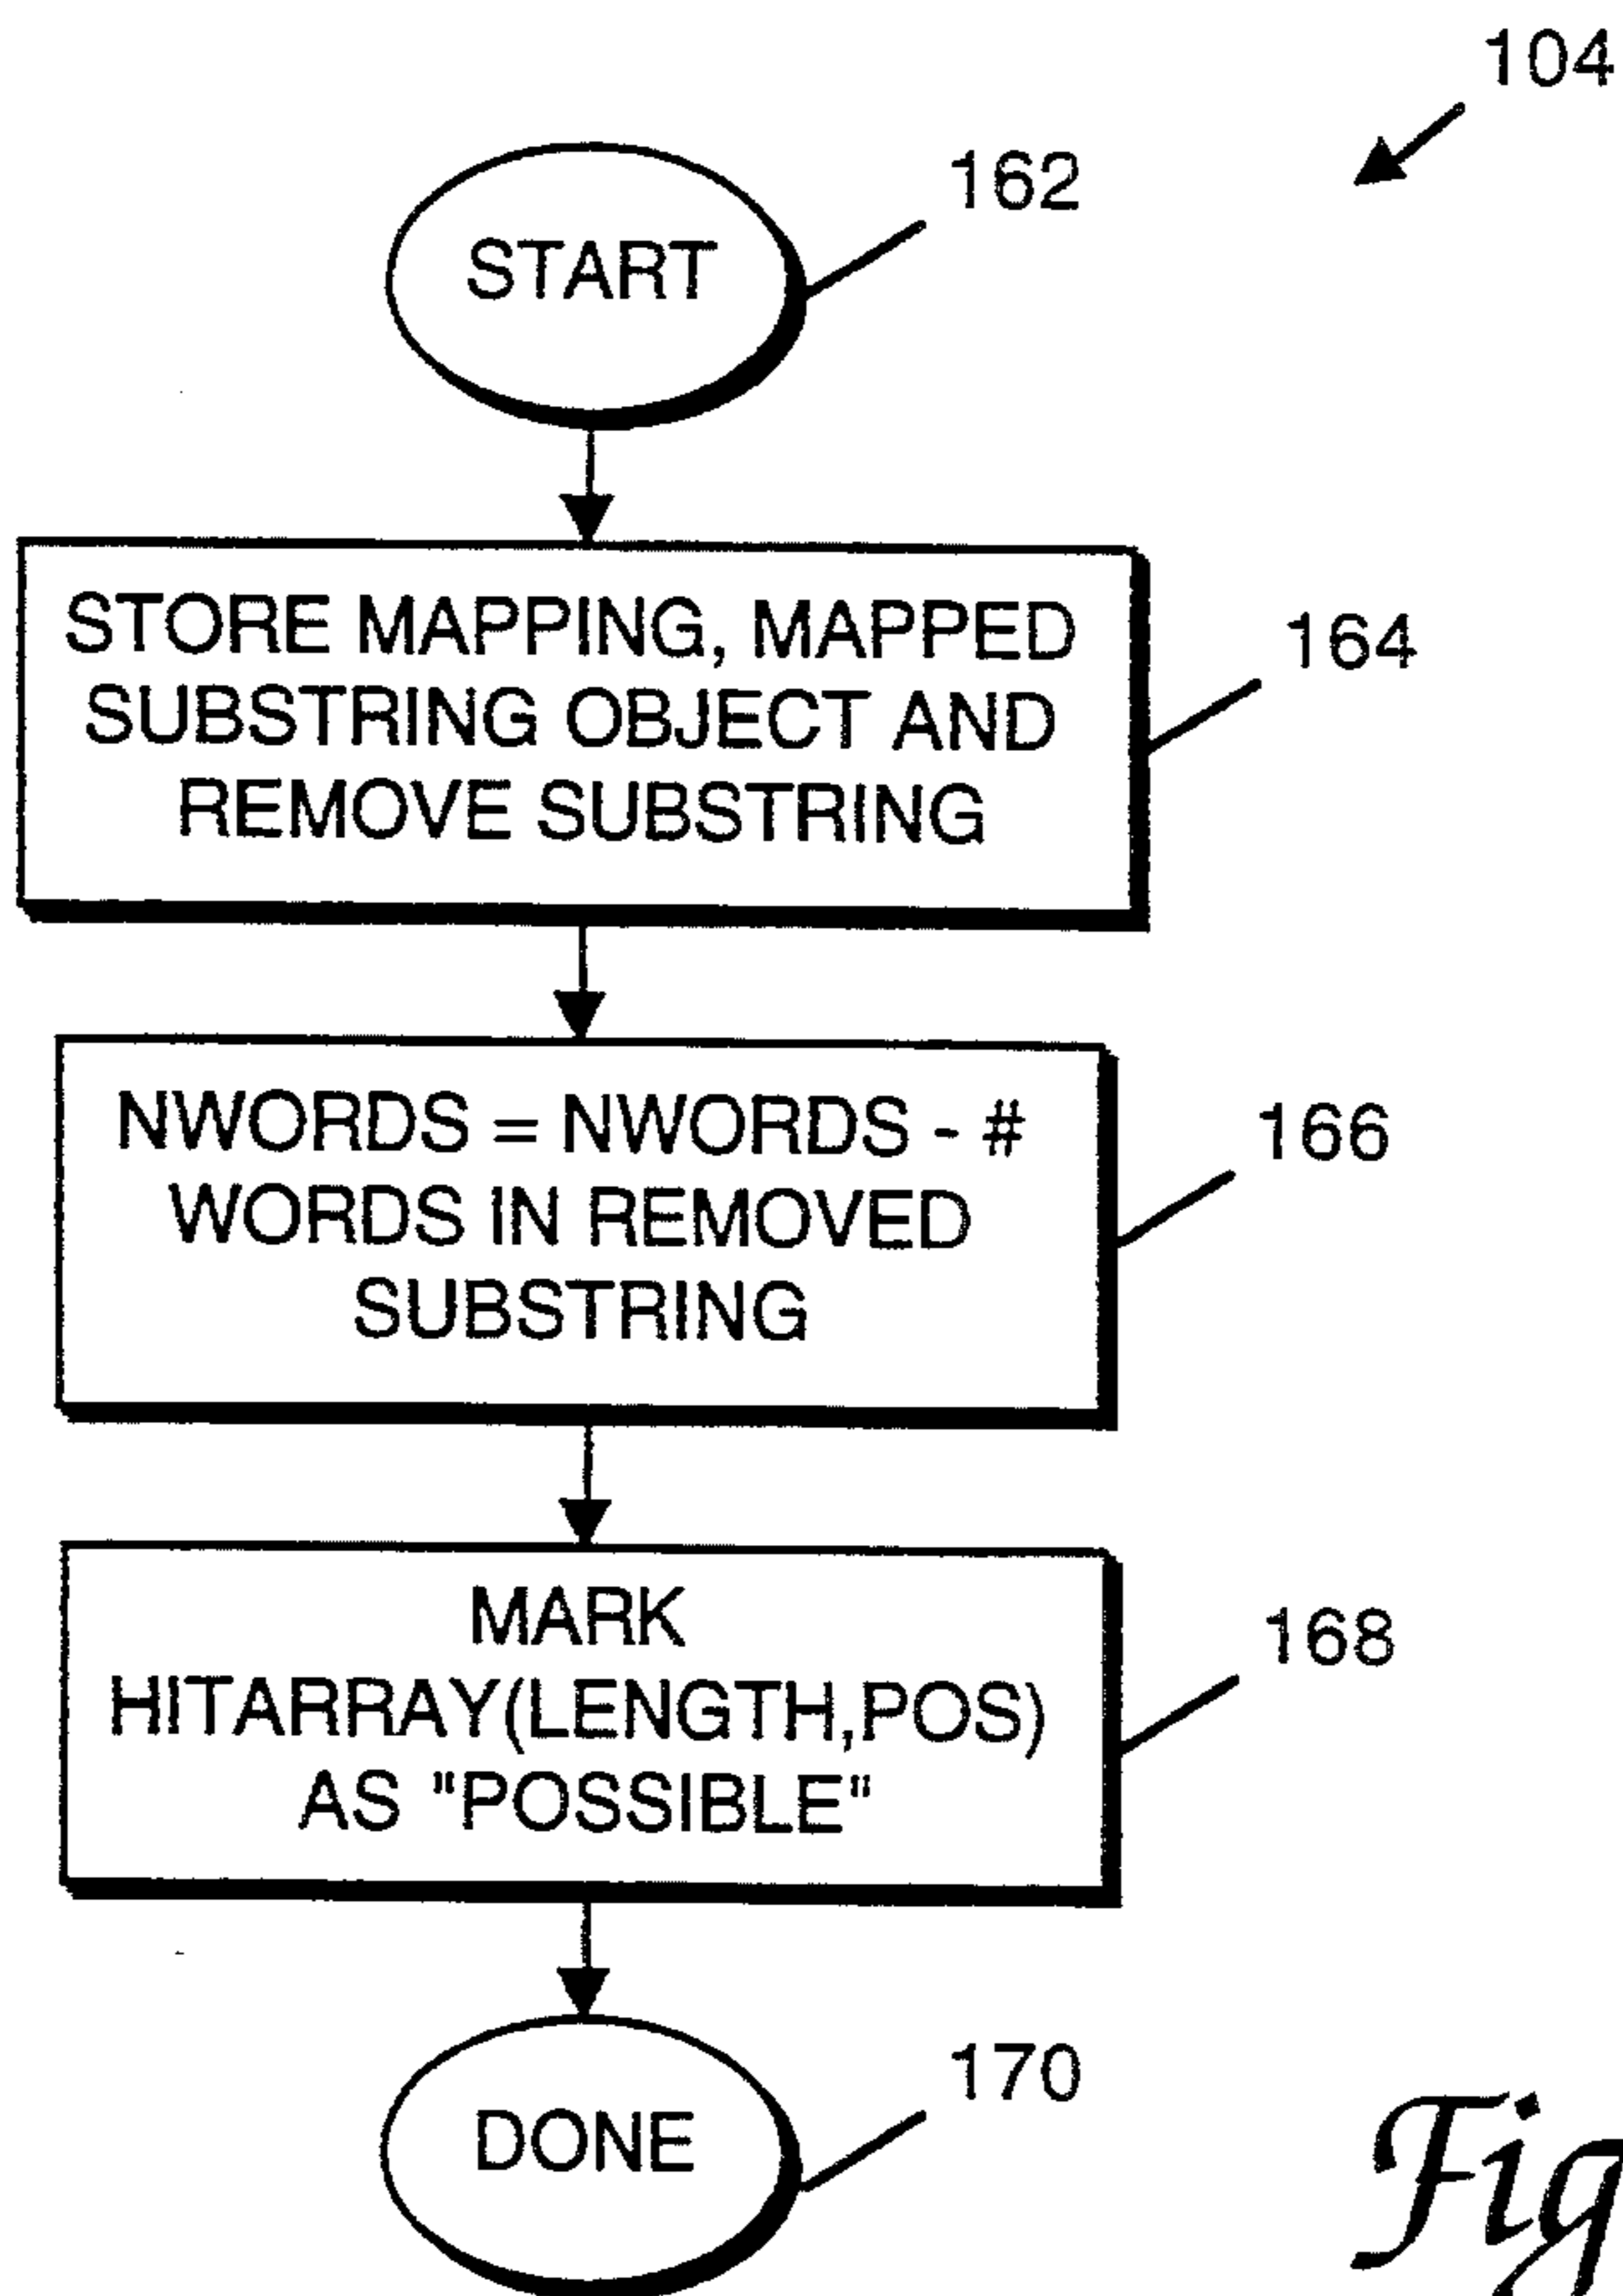 104
162
START
STORE MAPPING, MAPPED
SUBSTRING OBJECT AND
REMOVE SUBSTRING
164
NWORDS = NWORDS - #
WORDS IN REMOVED
SUBSTRING
166
MARK
HITARRAY(LENGTH,POS)
AS "POSSIBLE"
168
170
DONE
Fig